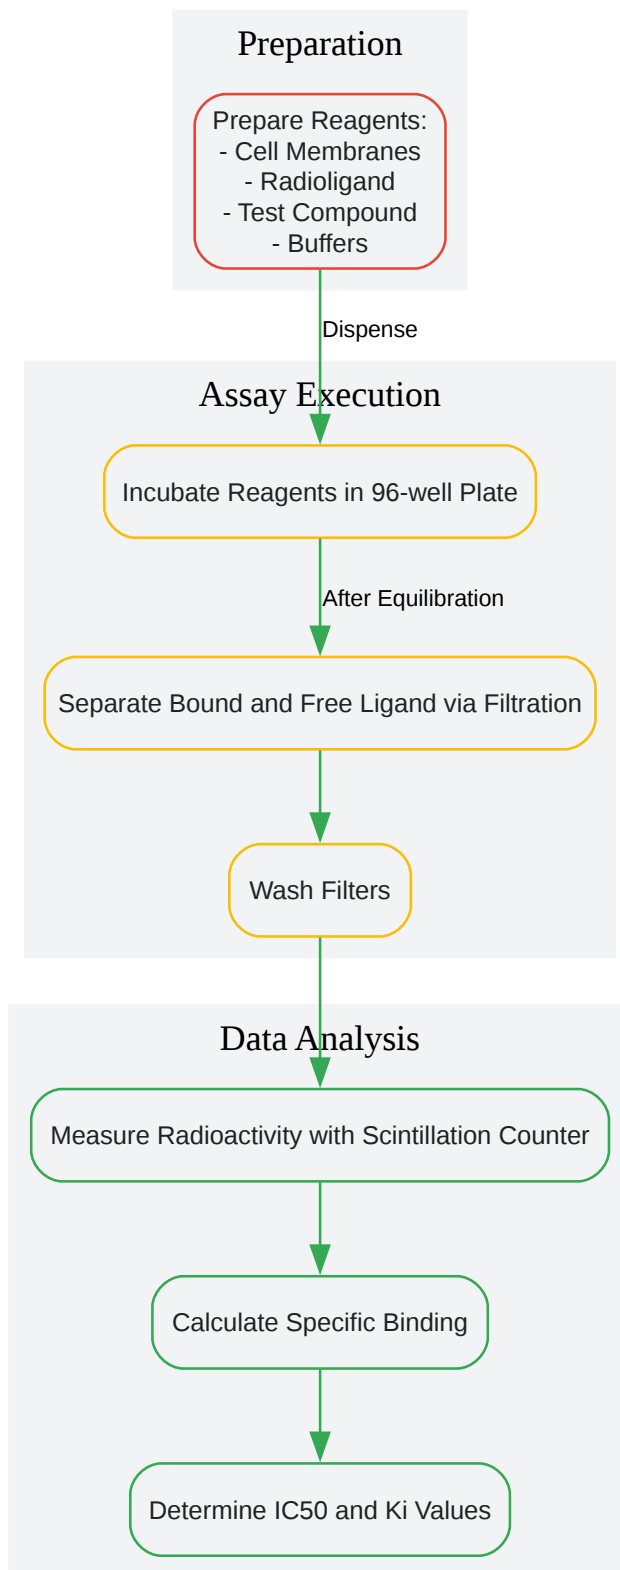 Preparation
Prepare Reagents:
- Cell Membranes
- Radioligand
- Test Compound
- Buffers
Dispense
Assay Execution
Incubate Reagents in 96-well Plate
After Equilibration
Separate Bound and Free Ligand via Filtration
Wash Filters
Data Analysis
Measure Radioactivity with Scintillation Counter
Calculate Specific Binding
Determine IC50 and Ki Values